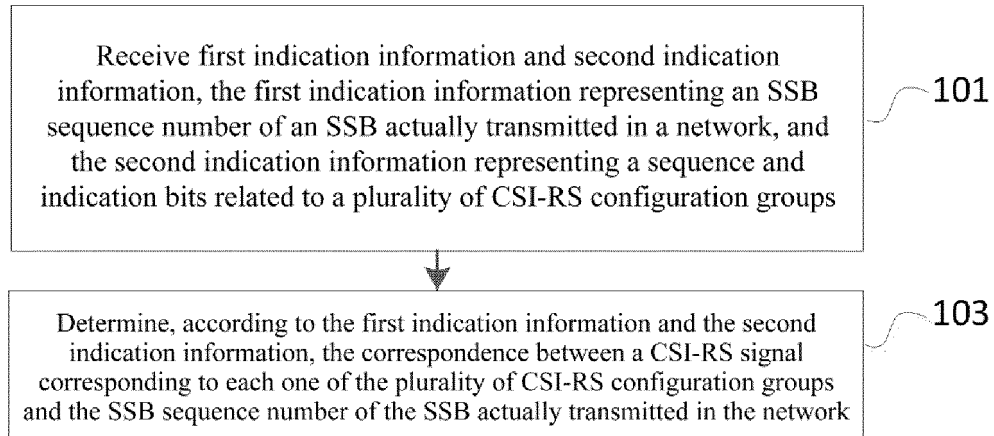 Receive first indication information and second indication
information, the first indication information representing an SSB
sequence number of an SSB actually transmitted in a network, and
the second indication information representing a sequence and
indication bits related to a plurality of CSI-RS configuration groups
101
Determine, according to the first indication information and the second
indication information, the correspondence between a CSI-RS signal
corresponding to each one of the plurality of CSI-RS configuration groups
and the SSB sequence number of the SSB actually transmitted in the network
103